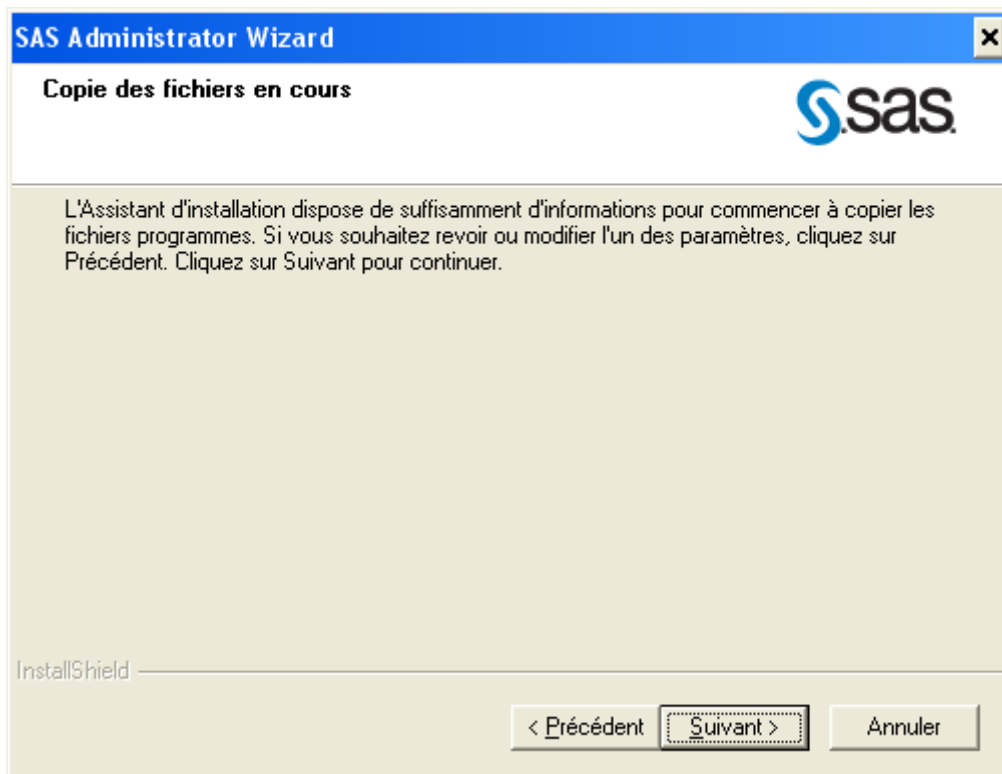 SAS Administrator Wizard
Copie des fichiers en cours
sas
L'Assistant d'installation dispose de suffisamment d'informations pour commencer à copier les
fichiers programmes. Si vous souhaitez revoir ou modifier l'un des paramètres, cliquez sur
Précédent. Cliquez sur Suivant pour continuer.
InstallShield
< Précédent
Suivant >
Annuler